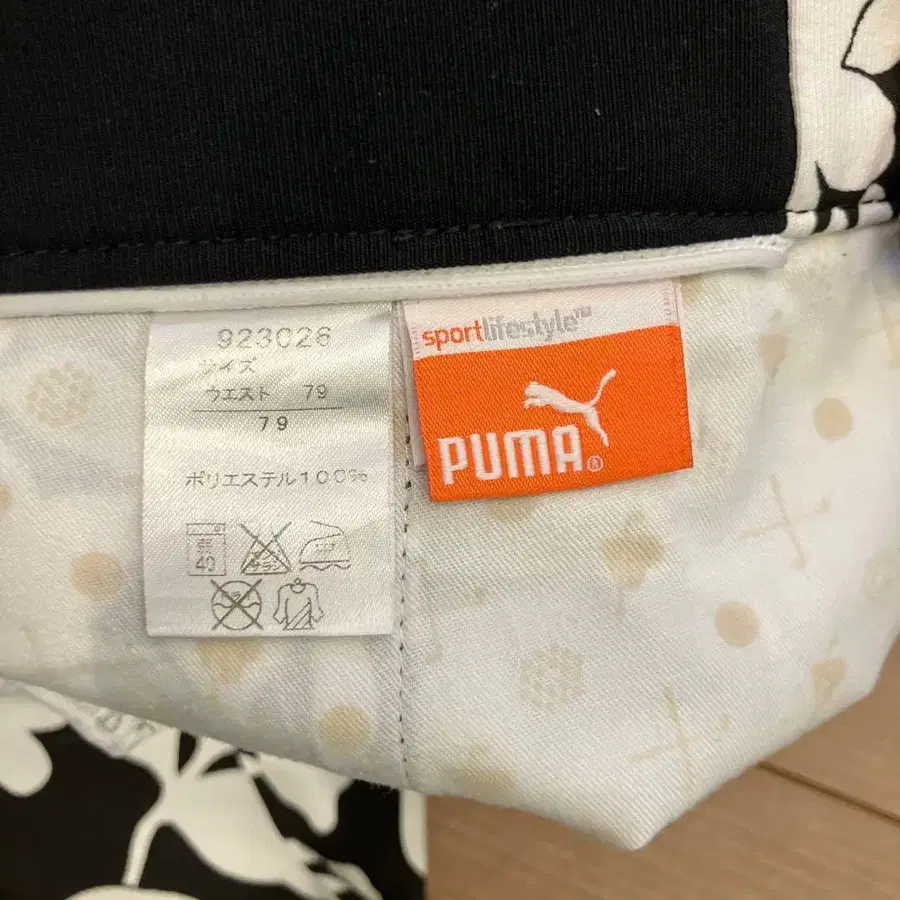 923026
サイズ
ウエスト 79
79
ポリエステル100%
40
sportlifestyle™
PUMA®